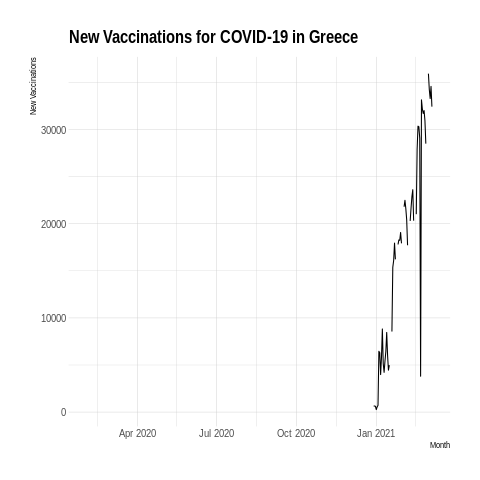 New Vaccinations for COVID-19 in Greece
New Vaccinations
30000
20000
10000
0
Apr 2020 Jul 2020 Oct 2020 Jan 2021
Month